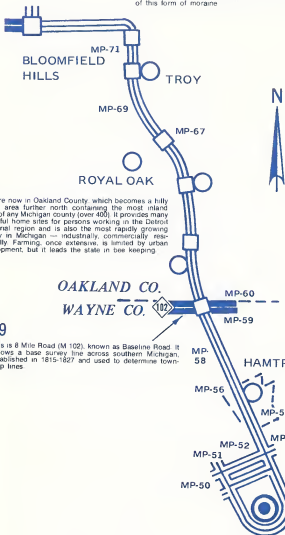 of this form of moraine
MP-71
BLOOMFIELD
HILLS
TROY
MP-69
N
MP-67
ROYAL OAK
re now in Oakland County, which becomes a hilly
area further north containing the most inland
of any Michigan county (over 400). It provides many
ful home sites for persons working in the Detroit
rial region and is also the most rapidly growing
y in Michigan — industrially, commercially, resi-
lly. Farming, once extensive, is limited by urban
opment, but it leads the state in bee keeping
OAKLAND CO.
MP-60
WAYNE CO.
102
MP-59
9
s is 8 Mile Road (M 102), known as Baseline Road. It
ows a base survey line across southern Michigan,
ablished in 1815-1827 and used to determine town-
p lines
MP-
58
HAMTR
MP-56
MP-5
MP-52
MP
MP-51
MP-50